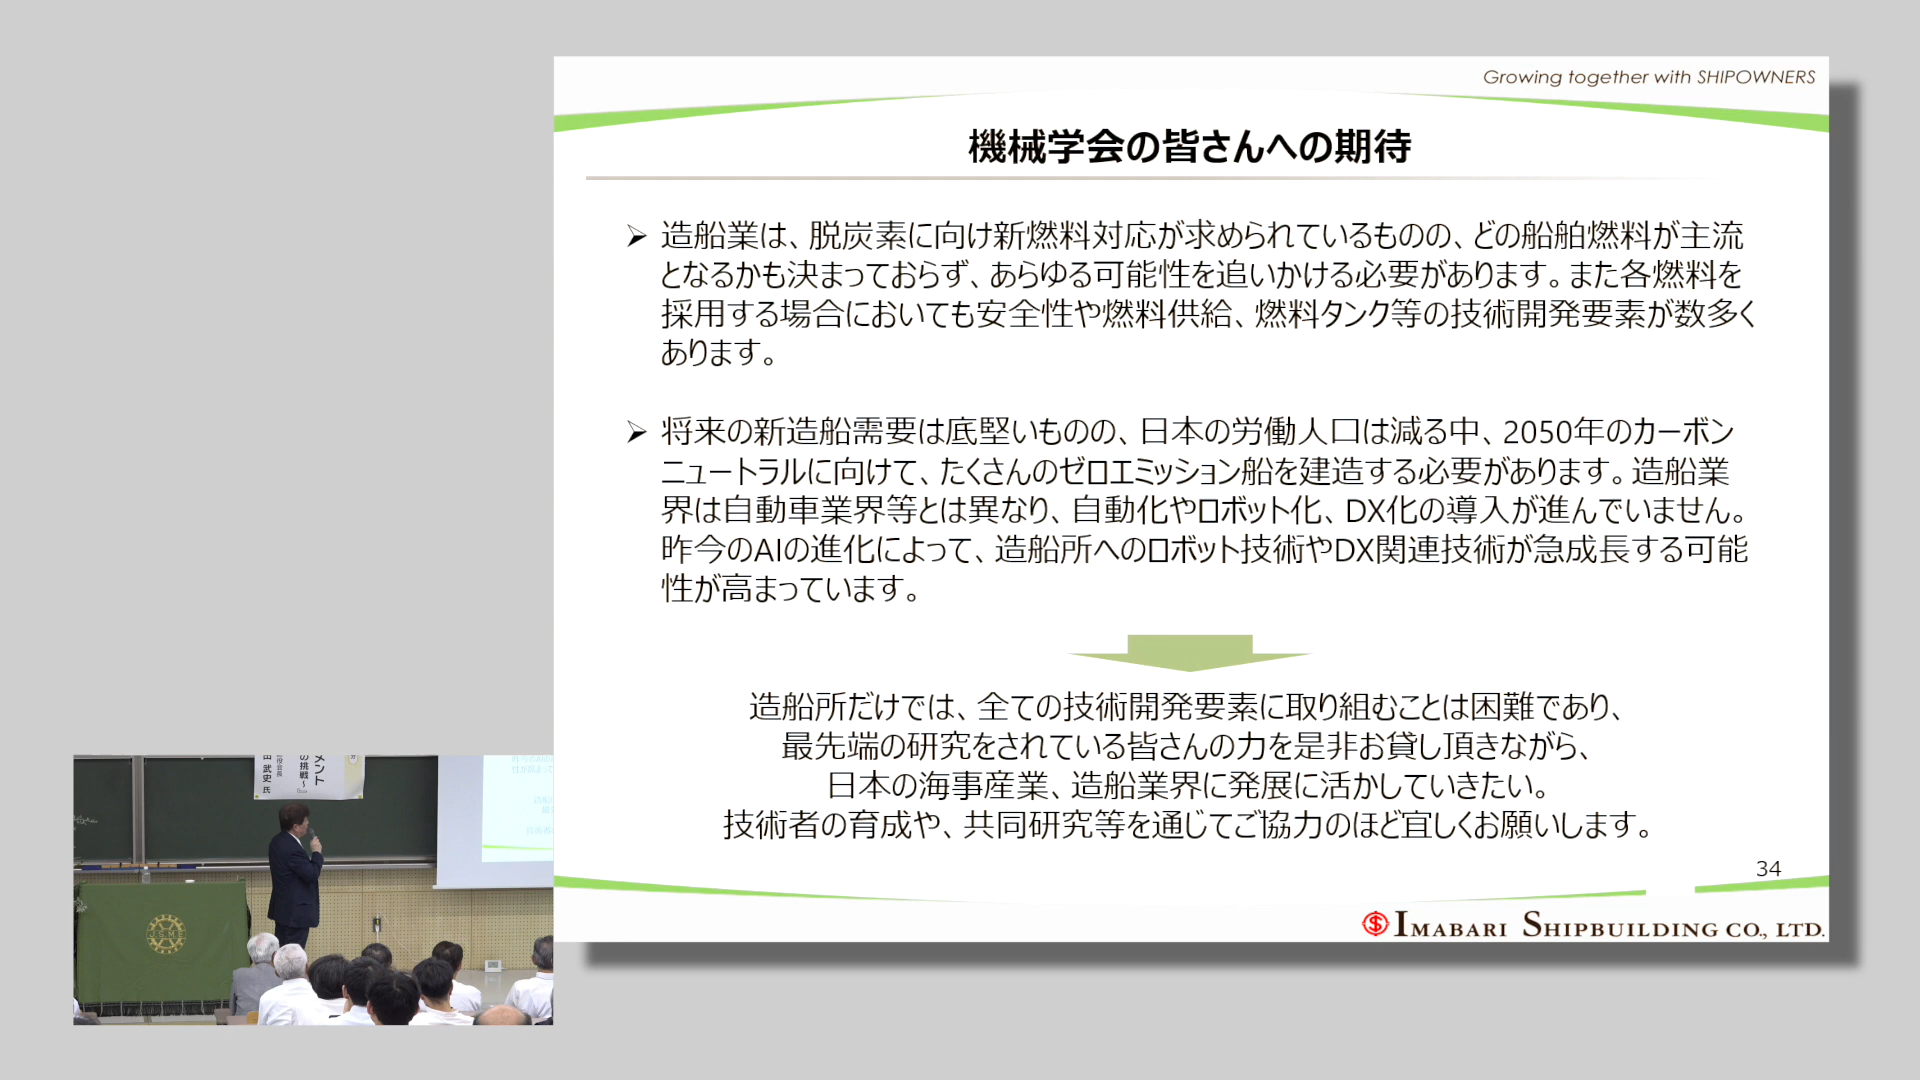 Growing together with SHIPOWNERS
機械学会の皆さんへの期待
➢ 造船業は、脱炭素に向け新燃料対応が求められているものの、どの船舶燃料が主流
となるかも決まっておらず、あらゆる可能性を追いかける必要があります。また各燃料を
採用する場合においても安全性や燃料供給、燃料タンク等の技術開発要素が数多く
あります。
➢ 将来の新造船需要は底堅いものの、日本の労働人口は減る中、2050年のカーボン
ニュートラルに向けて、たくさんのゼロエミッション船を建造する必要があります。造船業
界は自動車業界等とは異なり、自動化やロボット化、DX化の導入が進んでいません。
昨今のAIの進化によって、造船所へのロボット技術やDX関連技術が急成長する可能
性が高まっています。
造船所だけでは、全ての技術開発要素に取り組むことは困難であり、
最先端の研究をされている皆さんの力を是非お貸し頂きながら、
日本の海事産業、造船業界に発展に活かしていきたい。
技術者の育成や、共同研究等を通じてご協力のほど宜しくお願いします。
34
IMABARI SHIPBUILDING CO., LTD.
メント
の挑戦～
役会長
田 武史 氏
J.S.M.E